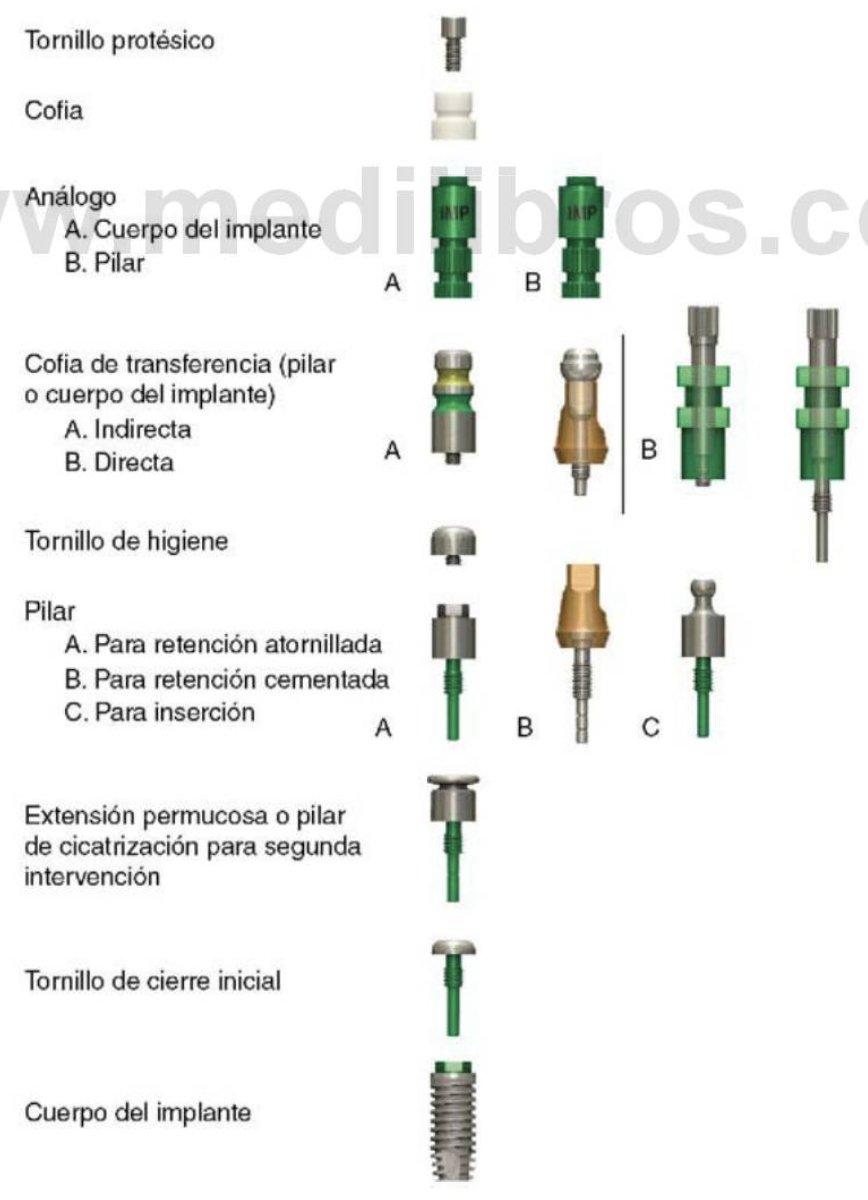 Tornillo protésico
Cofia
www.medilibros.co
Análogo
A. Cuerpo del implante
B. Pilar
IMP
IMP
A
B
Cofia de transferencia (pilar
o cuerpo del implante)
A. Indirecta
B. Directa
A
B
Tornillo de higiene
Pilar
A. Para retención atornillada
B. Para retención cementada
C. Para inserción
A
B
C
Extensión permucosa o pilar
de cicatrización para segunda
intervención
Tornillo de cierre inicial
Cuerpo del implante